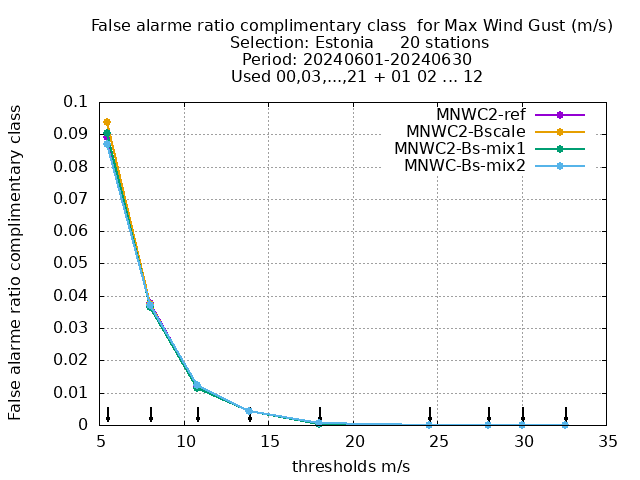 False alarme ratio complimentary class  for Max Wind Gust (m/s)
Selection: Estonia     20 stations
Period: 20240601-20240630
Used 00,03,...,21 + 01 02 ... 12
False alarme ratio complimentary class
0.1
0.09
0.08
0.07
0.06
0.05
0.04
0.03
0.02
0.01
0
MNWC2-ref
MNWC2-Bscale
MNWC2-Bs-mix1
MNWC-Bs-mix2
5 10 15 20 25 30 35
thresholds m/s